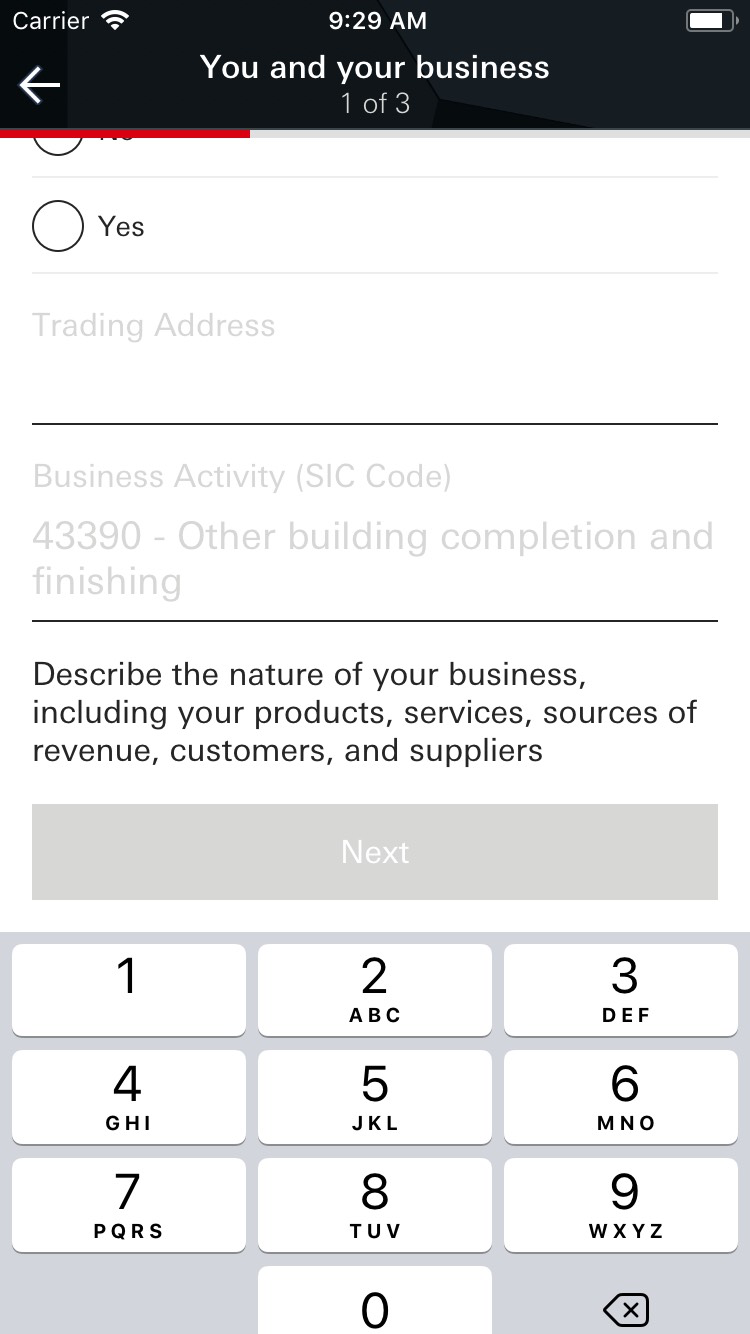 Carrier
9:29 AM
You and your business
1 of 3
Yes
Trading Address
Business Activity (SIC Code)
43390 - Other building completion and
finishing
Describe the nature of your business,
including your products, services, sources of
revenue, customers, and suppliers
Next
1
2
ABC
3
DEF
4
GHI
5
JKL
6
MNO
7
PQRS
8
TUV
9
WXYZ
0